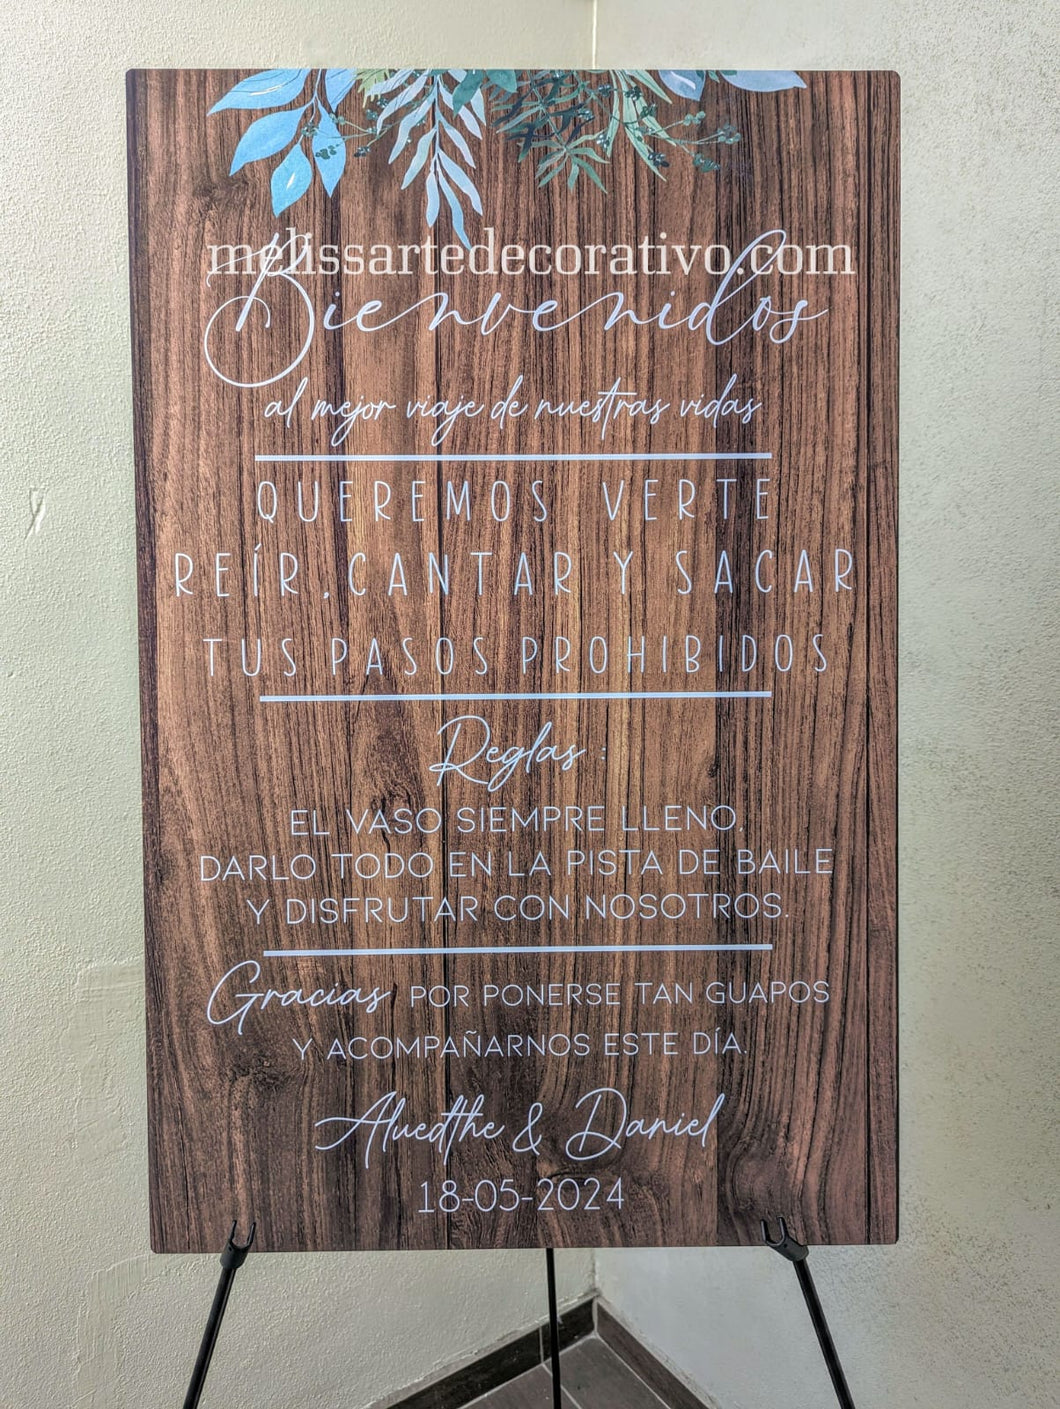 melissartedecorativo.com
Bienvenidos
al mejor viaje de nuestras vidas
QUEREMOS VERTE
REÍR, CANTAR Y SACAR
TUS PASOS PROHIBIDOS
Reglas :
EL VASO SIEMPRE LLENO,
DARLO TODO EN LA PISTA DE BAILE
Y DISFRUTAR CON NOSOTROS.
Gracias POR PONERSE TAN GUAPOS
Y ACOMPAÑARNOS ESTE DÍA.
Aluedthe & Daniel
18-05-2024